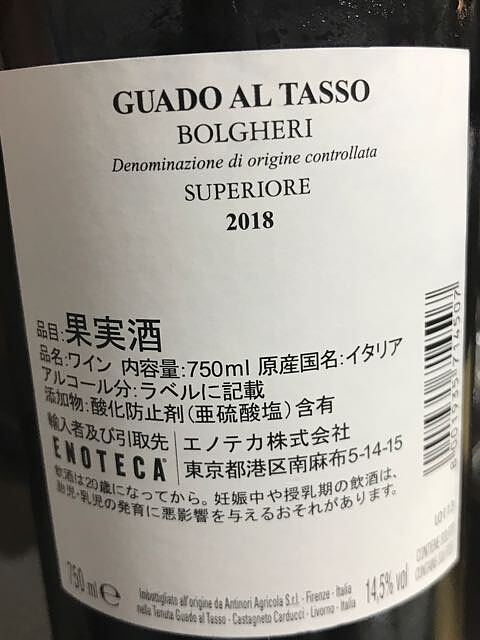 GUADO AL TASSO
BOLGHERI
Denominazione di origine controllata
SUPERIORE
2018
品目:果実酒
品名:ワイン 内容量:750ml 原産国名:イタリア
アルコール分:ラベルに記載
添加物:酸化防止剤(亜硫酸塩)含有
輸入者及び引取先 エノテカ株式会社
ENOTECA 東京都港区南麻布5-14-15
飲酒は20歳になってから。妊娠中や授乳期の飲酒は、
胎児・乳児の発育に悪影響を与えるおそれがあります。
8 001935 714507
750 ml e
Imbottigliato all'origine da Antinori Agricola S.r.l. - Firenze - Italia
nella Tenuta Guado al Tasso - Castagneto Carducci - Livorno - Italia
14,5% vol